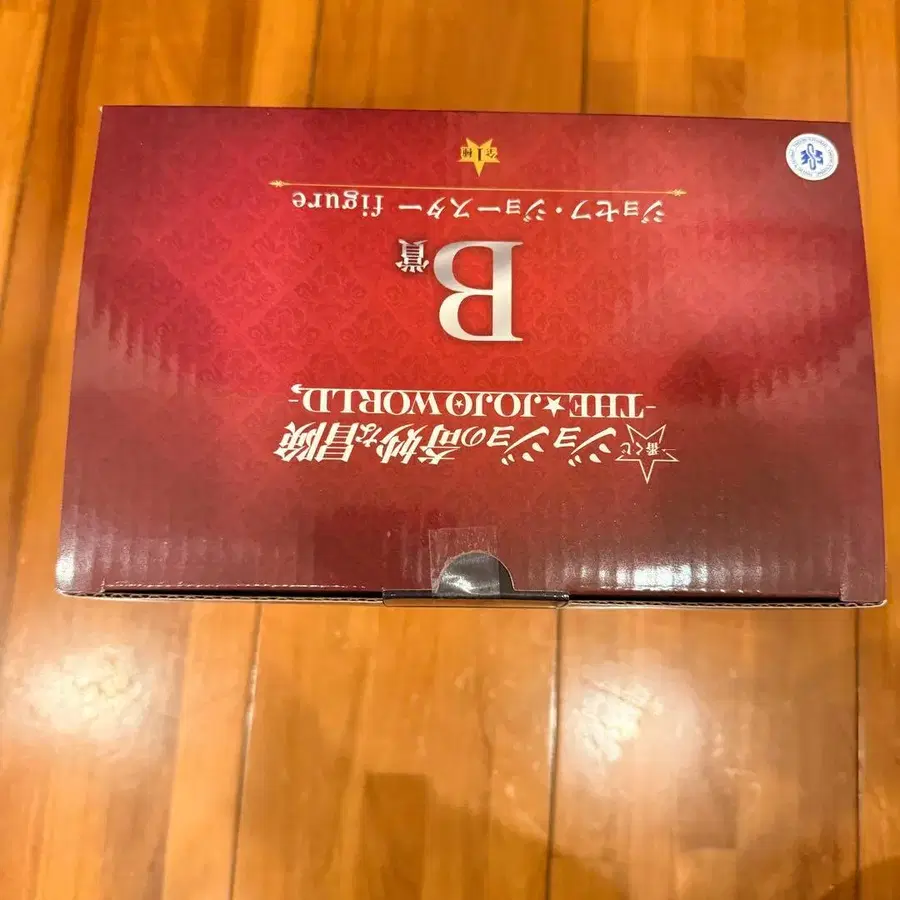 一番くじ
ジョジョの奇妙な冒険
-THE★JOJO WORLD-
B賞
ジョセフ・ジョースター figure
全1種